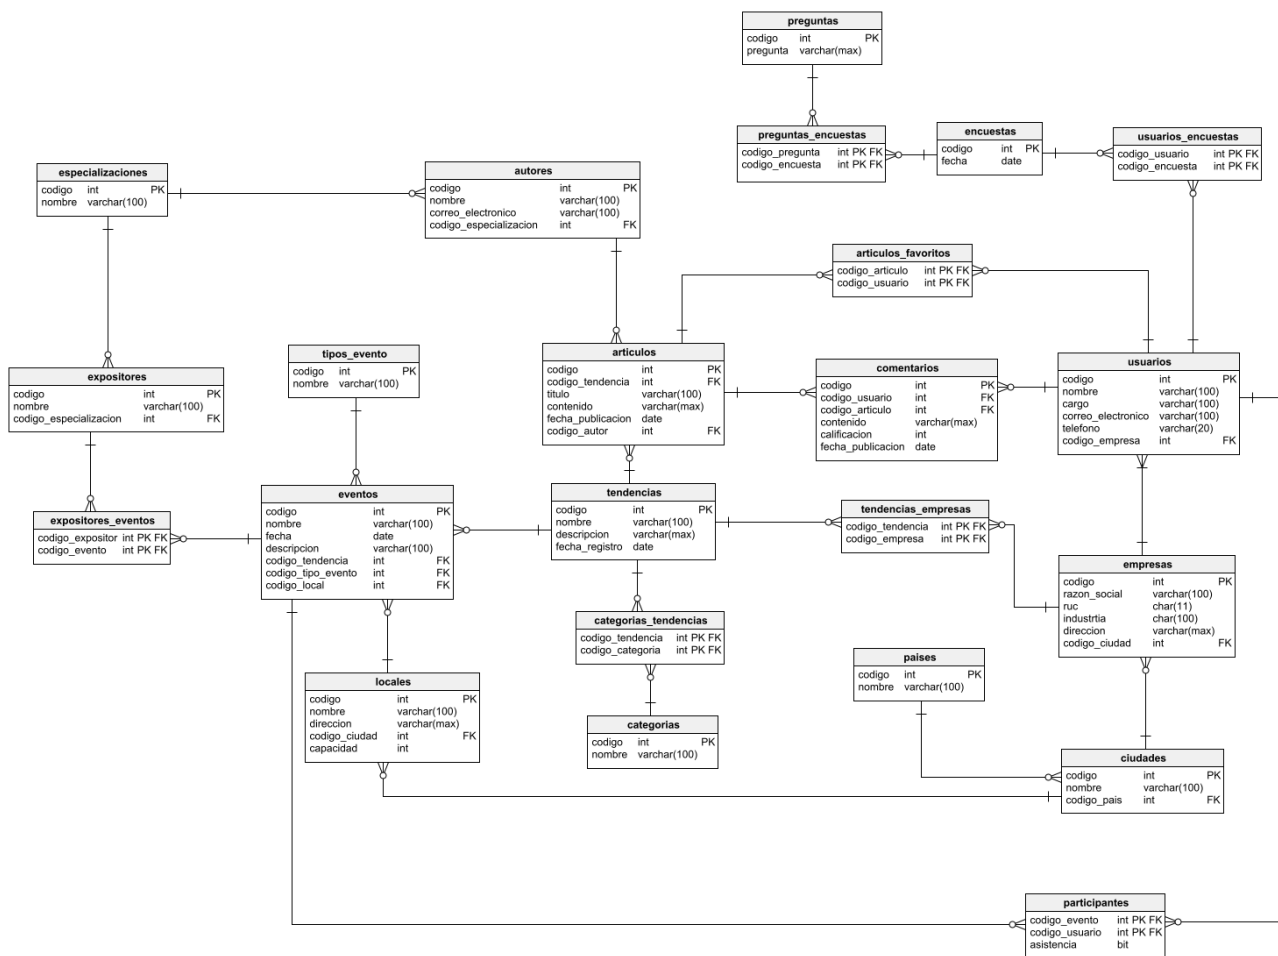 preguntas
codigo int PK
pregunta varchar(max)
preguntas_encuestas
codigo_pregunta int PK FK
codigo_encuesta int PK FK
encuestas
codigo int PK
fecha date
usuarios_encuestas
codigo_usuario int PK FK
codigo_encuesta int PK FK
especializaciones
codigo int PK
nombre varchar(100)
autores
codigo int PK
nombre varchar(100)
correo_electronico varchar(100)
codigo_especializacion int FK
articulos_favoritos
codigo_articulo int PK FK
codigo_usuario int PK FK
expositores
codigo int PK
nombre varchar(100)
codigo_especializacion int FK
tipos_evento
codigo int PK
nombre varchar(100)
articulos
codigo int PK
codigo_tendencia int FK
titulo varchar(100)
contenido varchar(max)
fecha_publicacion date
codigo_autor int FK
comentarios
codigo int PK
codigo_usuario int FK
codigo_articulo int FK
contenido varchar(max)
calificacion int
fecha_publicacion date
usuarios
codigo int PK
nombre varchar(100)
cargo varchar(100)
correo_electronico varchar(100)
telefono varchar(20)
codigo_empresa int FK
expositores_eventos
codigo_expositor int PK FK
codigo_evento int PK FK
eventos
codigo int PK
nombre varchar(100)
fecha date
descripcion varchar(100)
codigo_tendencia int FK
codigo_tipo_evento int FK
codigo_local int FK
tendencias
codigo int PK
nombre varchar(100)
descripcion varchar(max)
fecha_registro date
tendencias_empresas
codigo_tendencia int PK FK
codigo_empresa int PK FK
empresas
codigo int PK
razon_social varchar(100)
ruc char(11)
industrtia char(100)
direccion varchar(max)
codigo_ciudad int FK
categorias_tendencias
codigo_tendencia int PK FK
codigo_categoria int PK FK
locales
codigo int PK
nombre varchar(100)
direccion varchar(max)
codigo_ciudad int FK
capacidad int
paises
codigo int PK
nombre varchar(100)
categorias
codigo int PK
nombre varchar(100)
ciudades
codigo int PK
nombre varchar(100)
codigo_pais int FK
participantes
codigo_evento int PK FK
codigo_usuario int PK FK
asistencia bit